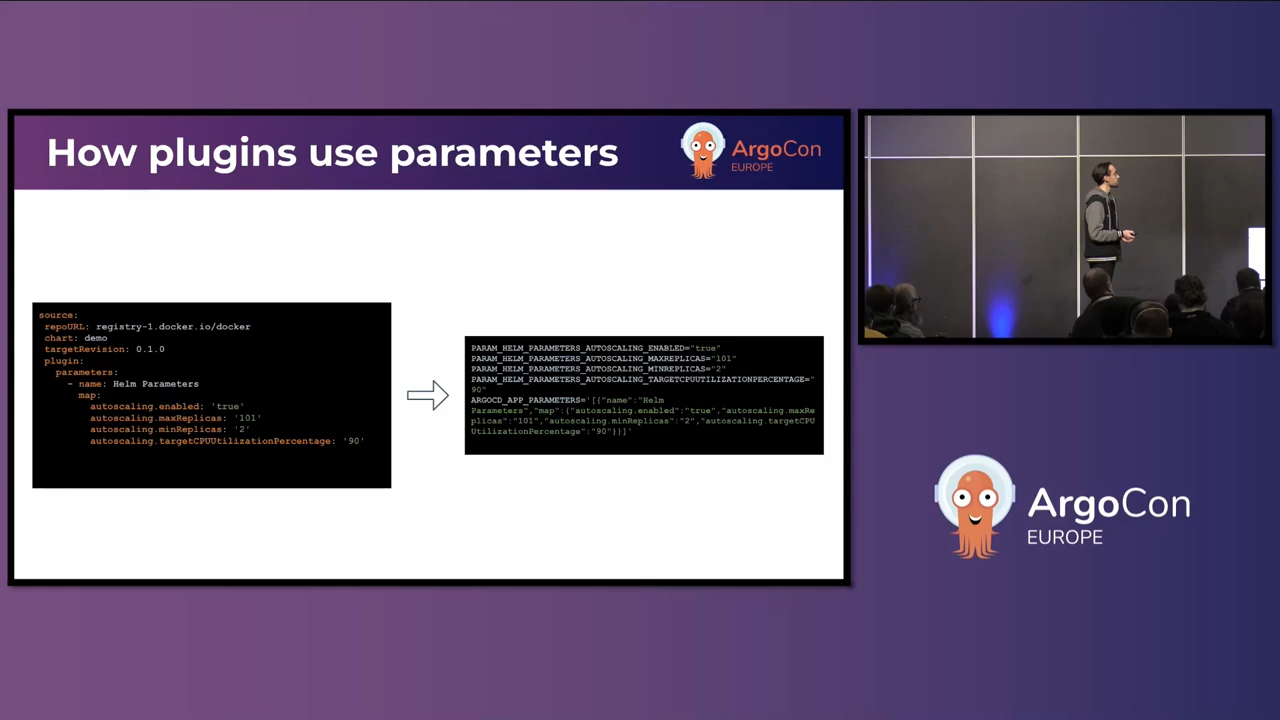 How plugins use parameters
ArgoCon
EUROPE
source:
repoURL: registry-1.docker.io/docker
chart: demo
targetRevision: 0.1.0
plugin:
parameters:
- name: Helm Parameters
map:
autoscaling.enabled: 'true'
autoscaling.maxReplicas: '101'
autoscaling.minReplicas: '2'
autoscaling.targetCPUUtilizationPercentage: '90'
PARAM_HELM_PARAMETERS_AUTOSCALING_ENABLED="true"
PARAM_HELM_PARAMETERS_AUTOSCALING_MAXREPLICAS="101"
PARAM_HELM_PARAMETERS_AUTOSCALING_MINREPLICAS="2"
PARAM_HELM_PARAMETERS_AUTOSCALING_TARGETCPUUTILIZATIONPERCENTAGE="
90"
ARGOCD_APP_PARAMETERS='[{"name":"Helm
Parameters","map":{"autoscaling.enabled":"true","autoscaling.maxRe
plicas":"101","autoscaling.minReplicas":"2","autoscaling.targetCPU
UtilizationPercentage":"90"}}]'
ArgoCon
EUROPE